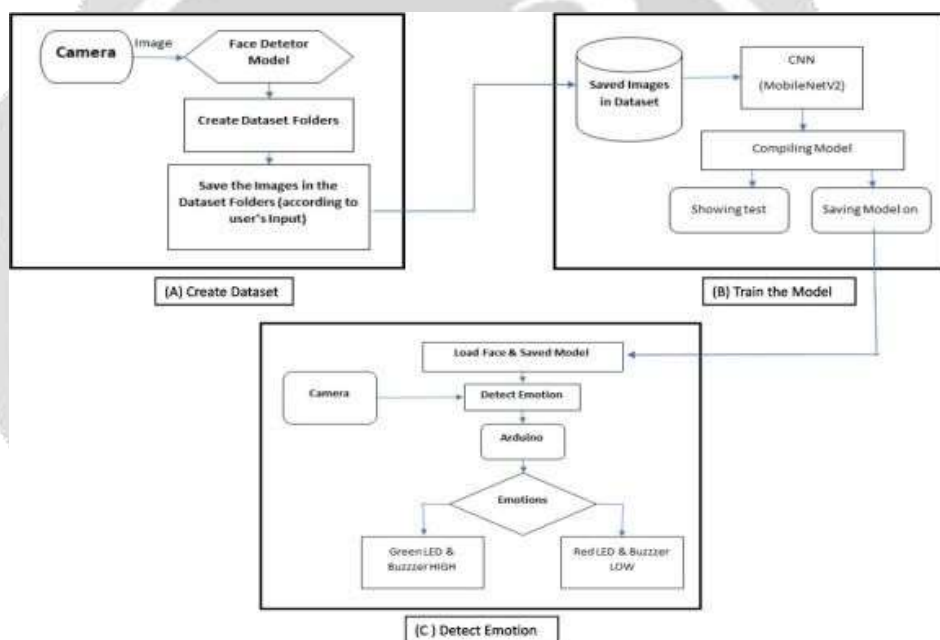 Camera
Image
Face Detetor
Model
Create Dataset Folders
Save the Images in the
Dataset Folders (according to
user's Input)
(A) Create Dataset
Saved Images
in Dataset
CNN
(MobileNetV2)
Compiling Model
Showing test
Saving Model on
(B) Train the Model
Load Face & Saved Model
Camera
Detect Emotion
Arduino
Emotions
Green LED &
Buzzzer HIGH
Red LED & Buzzzer
LOW
(C ) Detect Emotion